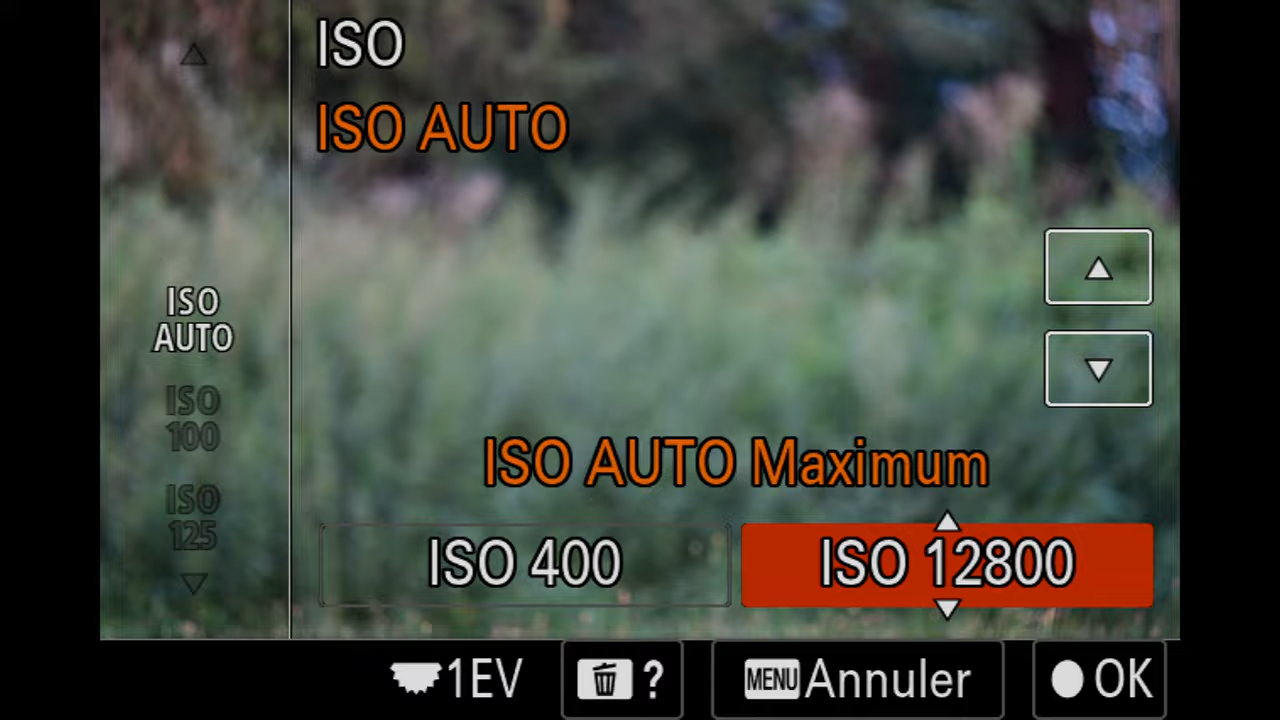 ISO
ISO AUTO
ISO
AUTO
ISO
100
ISO
125
ISO AUTO Maximum
ISO 400
ISO 12800
1EV
?
MENU Annuler
OK